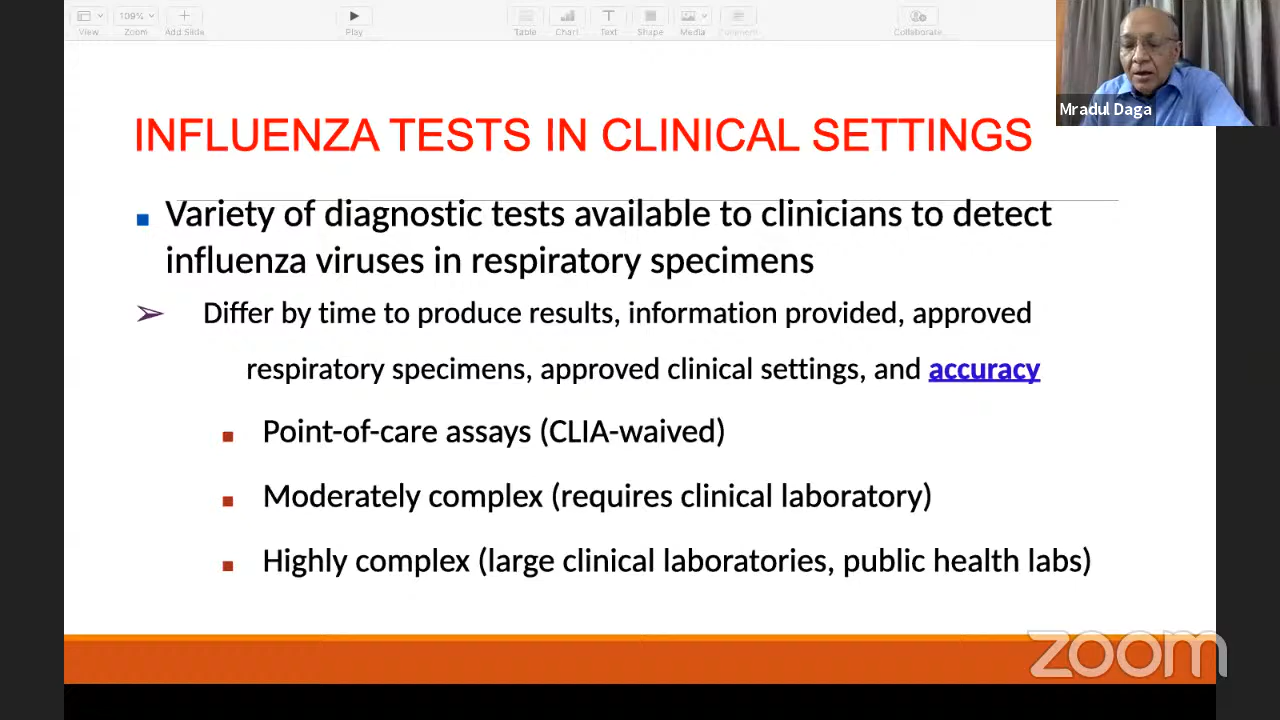 109%
View
Zoom
Add Slide
Play
Table
Chart
Text
Shape
Media
Comment
Collaborate
Mradul Daga
INFLUENZA TESTS IN CLINICAL SETTINGS
Variety of diagnostic tests available to clinicians to detect
influenza viruses in respiratory specimens
Differ by time to produce results, information provided, approved
respiratory specimens, approved clinical settings, and accuracy
Point-of-care assays (CLIA-waived)
Moderately complex (requires clinical laboratory)
Highly complex (large clinical laboratories, public health labs)
zoom